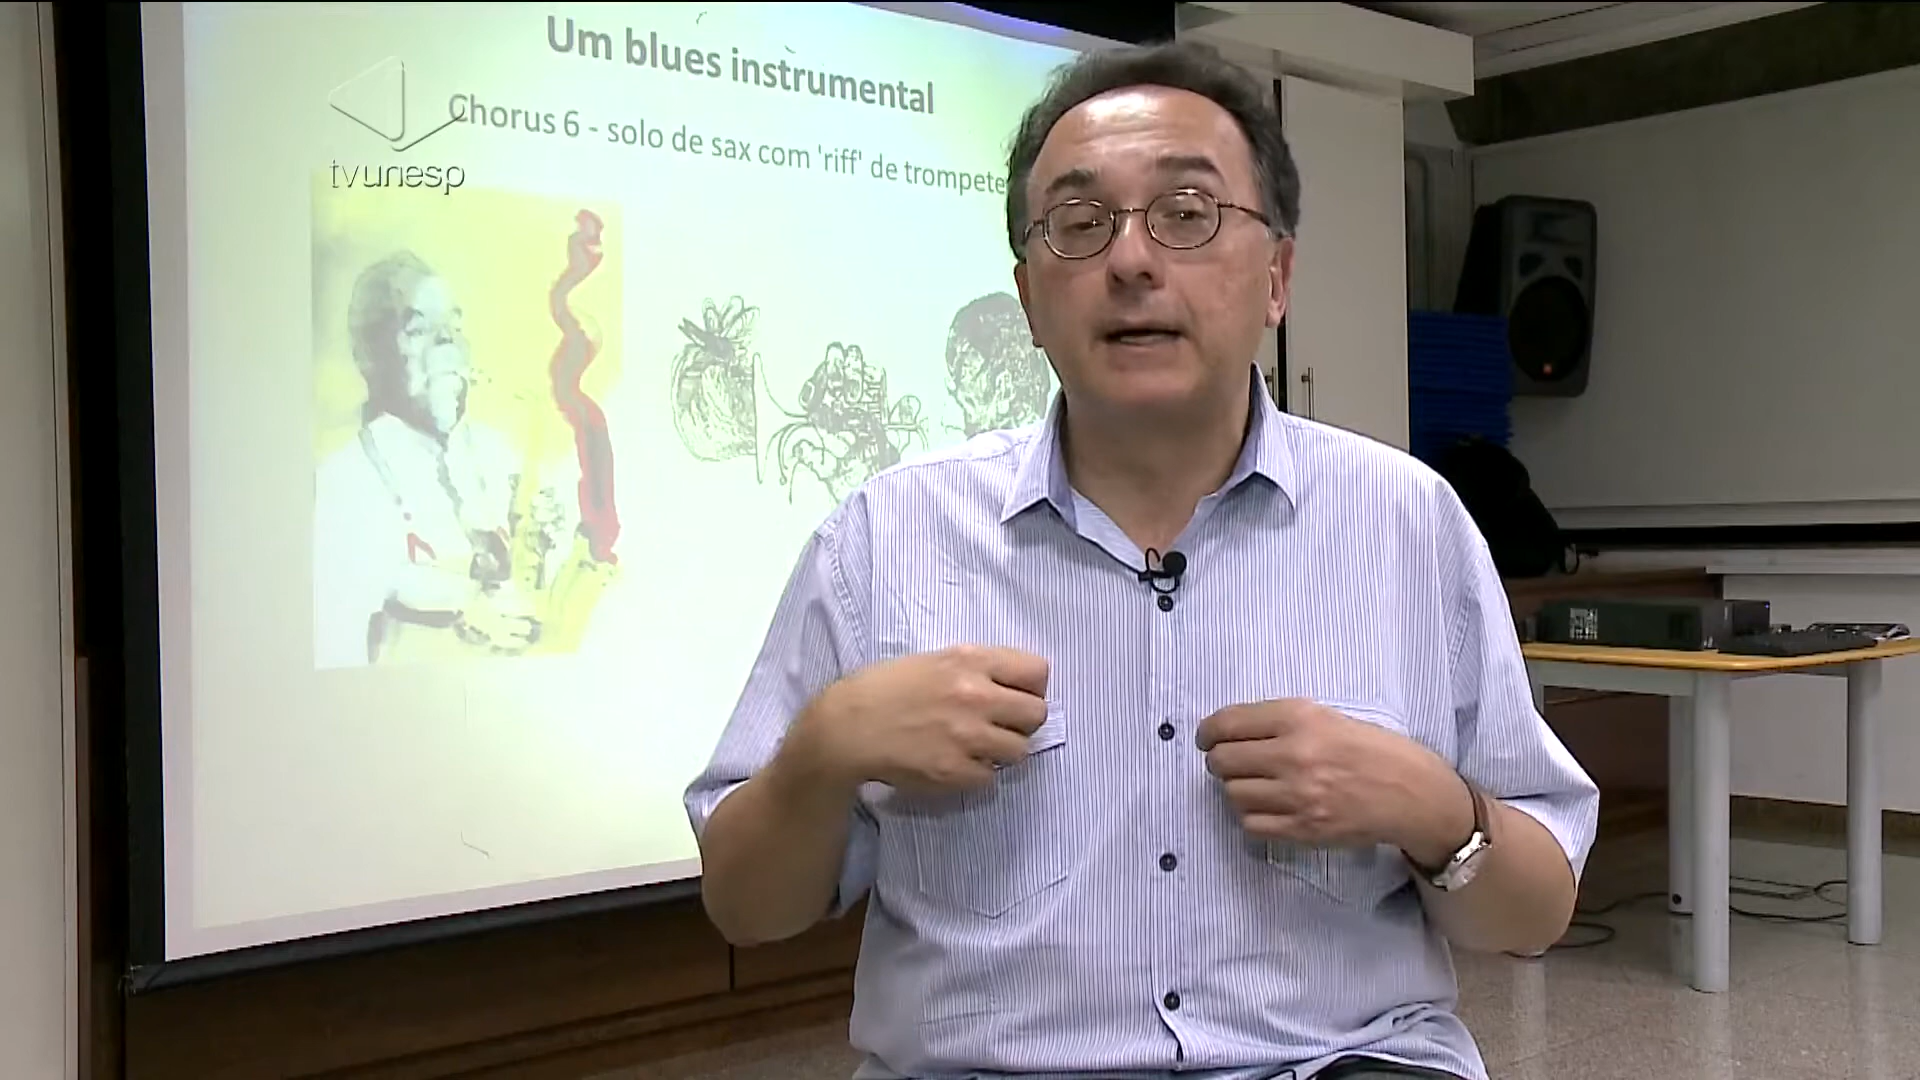 Um blues instrumental
Chorus 6 - solo de sax com 'riff' de trompete
tvunesp